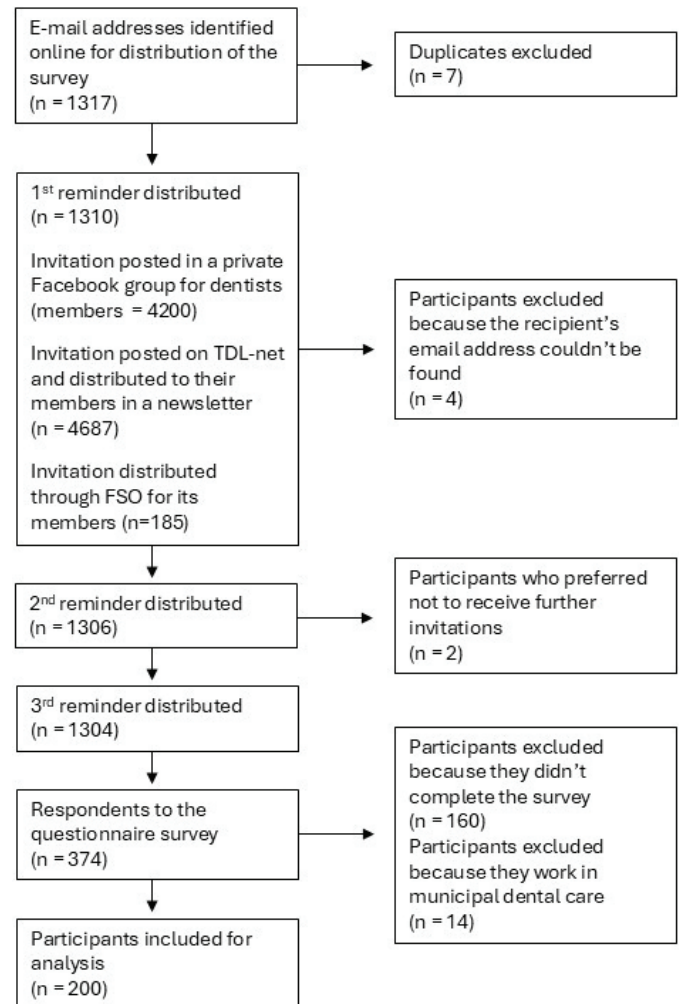 E-mail addresses identified
online for distribution of the
survey
(n = 1317)
Duplicates excluded
(n = 7)
1st reminder distributed
(n = 1310)
Invitation posted in a private
Facebook group for dentists
(members = 4200)
Invitation posted on TDL-net
and distributed to their
members in a newsletter
(n = 4687)
Invitation distributed
through FSO for its
members (n=185)
Participants excluded
because the recipient's
email address couldn't be
found
(n = 4)
2nd reminder distributed
(n = 1306)
Participants who preferred
not to receive further
invitations
(n = 2)
3rd reminder distributed
(n = 1304)
Respondents to the
questionnaire survey
(n = 374)
Participants excluded
because they didn't
complete the survey
(n = 160)
Participants excluded
because they work in
municipal dental care
(n = 14)
Participants included for
analysis
(n = 200)